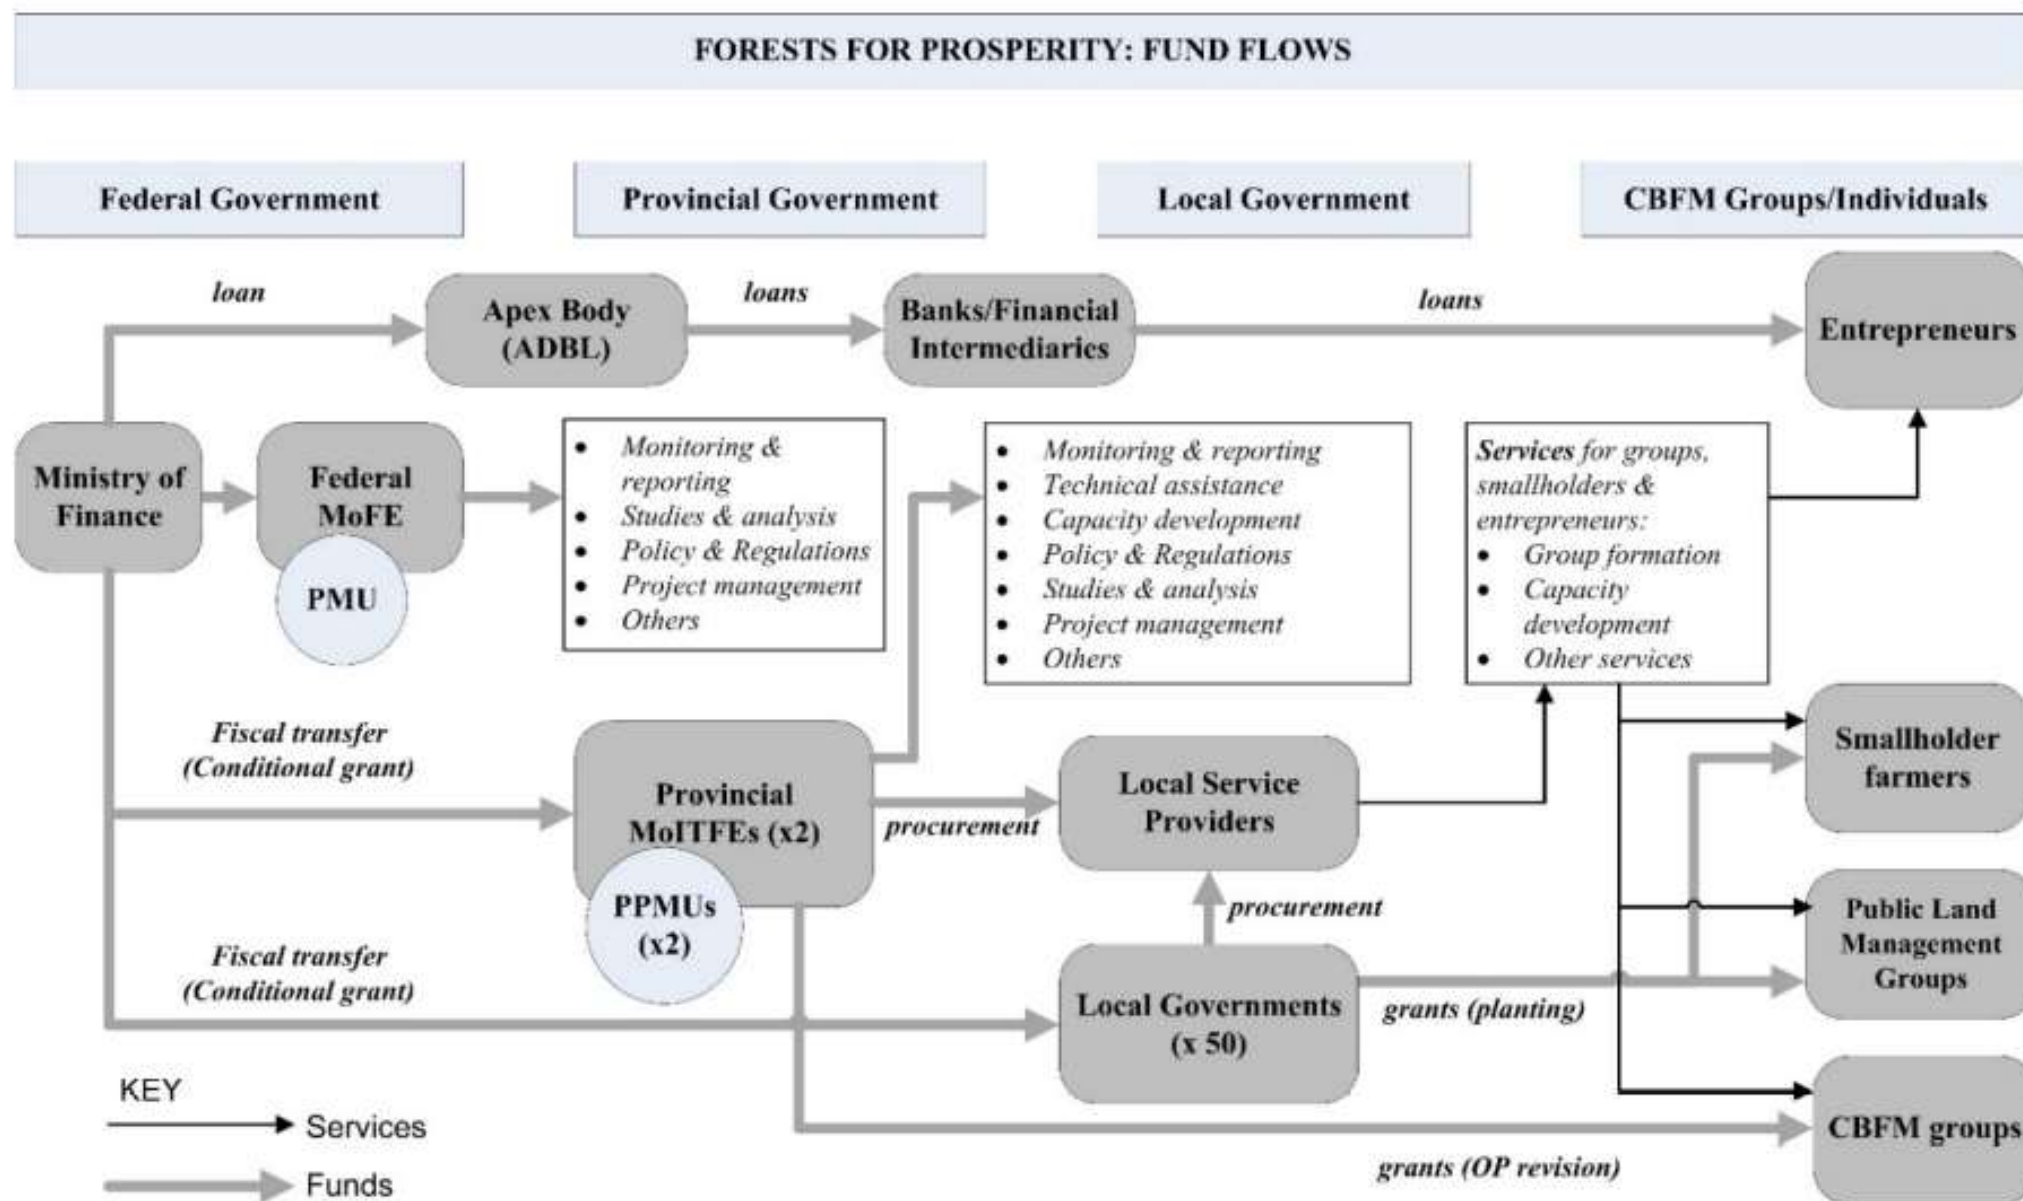 FORESTS FOR PROSPERITY: FUND FLOWS
Federal Government
Provincial Government
Local Government
CBFM Groups/Individuals
loan
Apex Body
(ADBL)
loans
Banks/Financial
Intermediaries
loans
Entrepreneurs
Ministry of
Finance
Federal
MoFE
PMU
• Monitoring &
reporting
• Studies & analysis
• Policy & Regulations
• Project management
• Others
• Monitoring & reporting
• Technical assistance
• Capacity development
• Policy & Regulations
• Studies & analysis
• Project management
• Others
Services for groups,
smallholders &
entrepreneurs:
• Group formation
• Capacity
development
• Other services
Fiscal transfer
(Conditional grant)
Provincial
MoITFEs (x2)
PPMUs
(x2)
procurement
Local Service
Providers
Smallholder
farmers
procurement
Public Land
Management
Groups
Fiscal transfer
(Conditional grant)
Local Governments
(x 50)
grants (planting)
CBFM groups
grants (OP revision)
KEY
Services
Funds